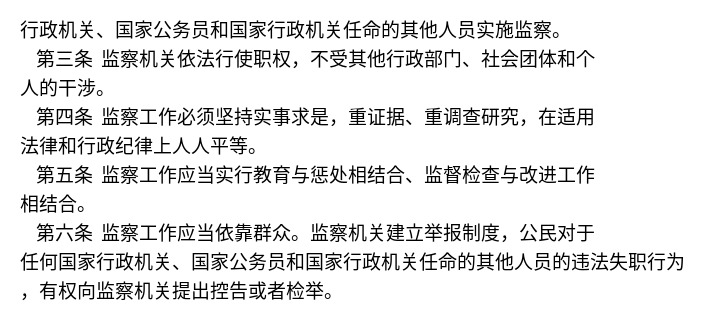 行政机关、国家公务员和国家行政机关任命的其他人员实施监察。
第三条 监察机关依法行使职权，不受其他行政部门、社会团体和个
人的干涉。
第四条 监察工作必须坚持实事求是，重证据、重调查研究，在适用
法律和行政纪律上人人平等。
第五条 监察工作应当实行教育与惩处相结合、监督检查与改进工作
相结合。
第六条 监察工作应当依靠群众。监察机关建立举报制度，公民对于
任何国家行政机关、国家公务员和国家行政机关任命的其他人员的违法失职行为
，有权向监察机关提出控告或者检举。